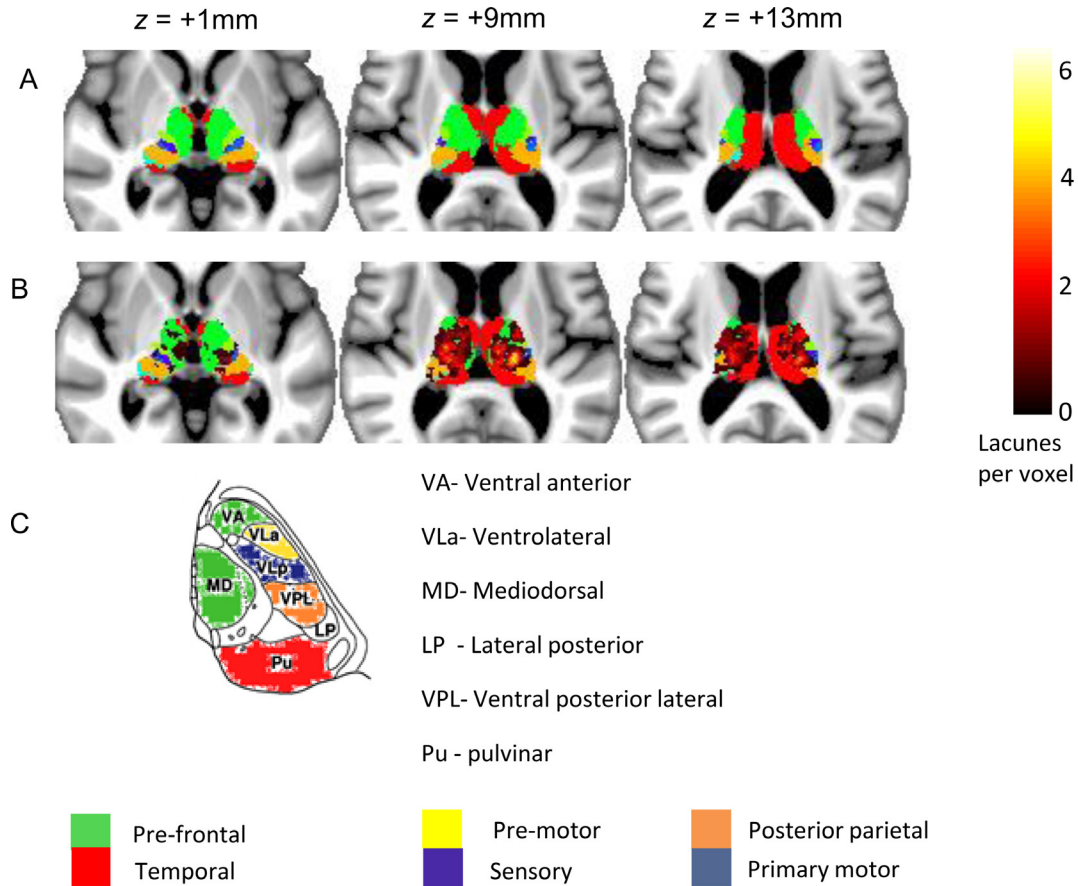 z = +1mm z = +9mm z = +13mm
A
6
4
2
0
B
Lacunes
per voxel
C
VA
VLa
VLp
MD
VPL
LP
Pu
VA- Ventral anterior
VLa- Ventrolateral
MD- Mediodorsal
LP - Lateral posterior
VPL- Ventral posterior lateral
Pu - pulvinar
Pre-frontal Pre-motor Posterior parietal
Temporal Sensory Primary motor